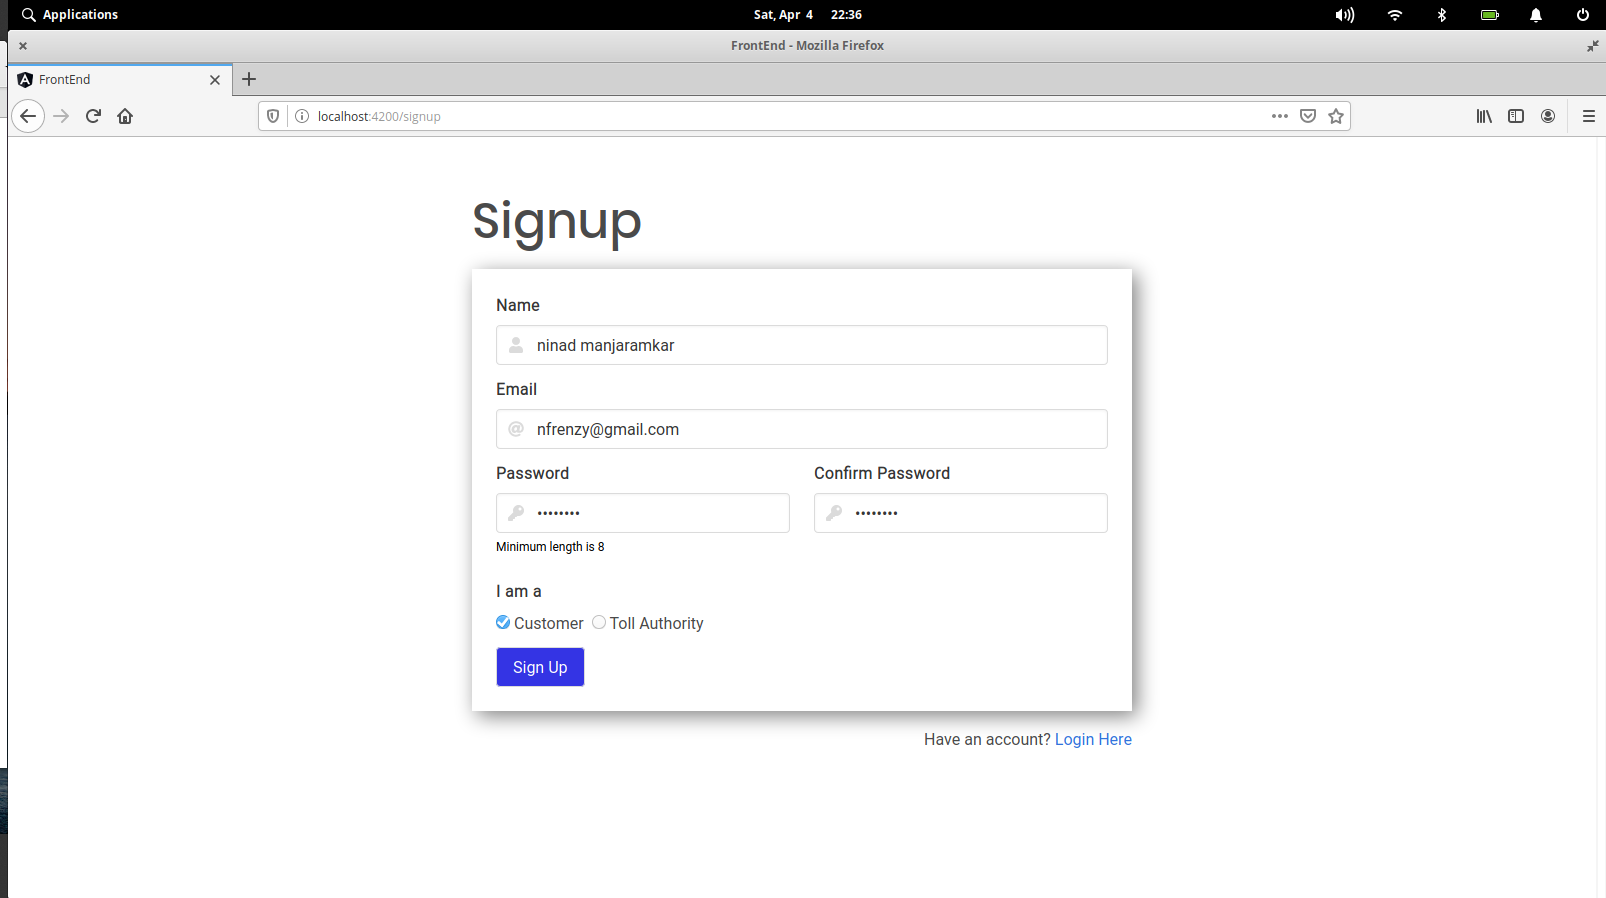 Applications
Sat, Apr 4 22:36
FrontEnd - Mozilla Firefox
FrontEnd
localhost:4200/signup
Signup
Name
ninad manjaramkar
Email
nfrenzy@gmail.com
Password Confirm Password
•••••••• ••••••••
Minimum length is 8
I am a
Customer Toll Authority
Sign Up
Have an account? Login Here